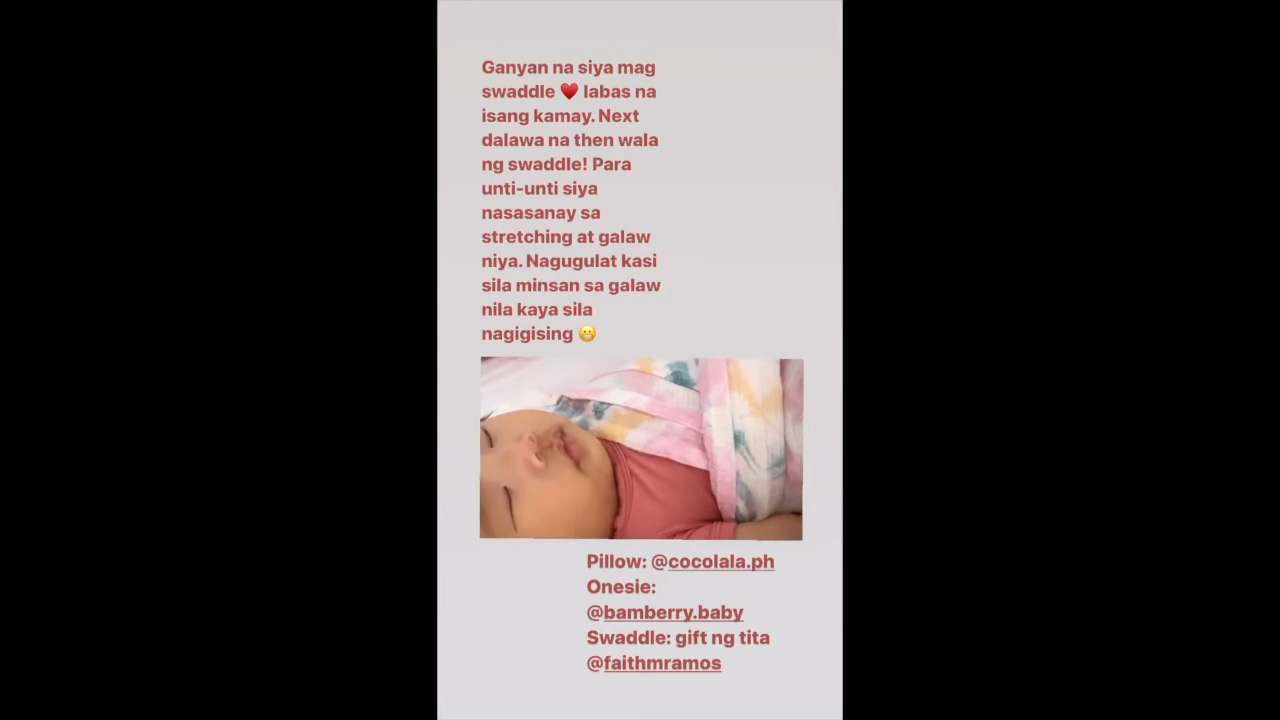 Ganyan na siya mag
swaddle ♥️ labas na
isang kamay. Next
dalawa na then wala
ng swaddle! Para
unti-unti siya
nasasanay sa
stretching at galaw
niya. Nagugulat kasi
sila minsan sa galaw
nila kaya sila
nagigising 😬
Pillow: @cocolala.ph
Onesie:
@bamberry.baby
Swaddle: gift ng tita
@faithmramos